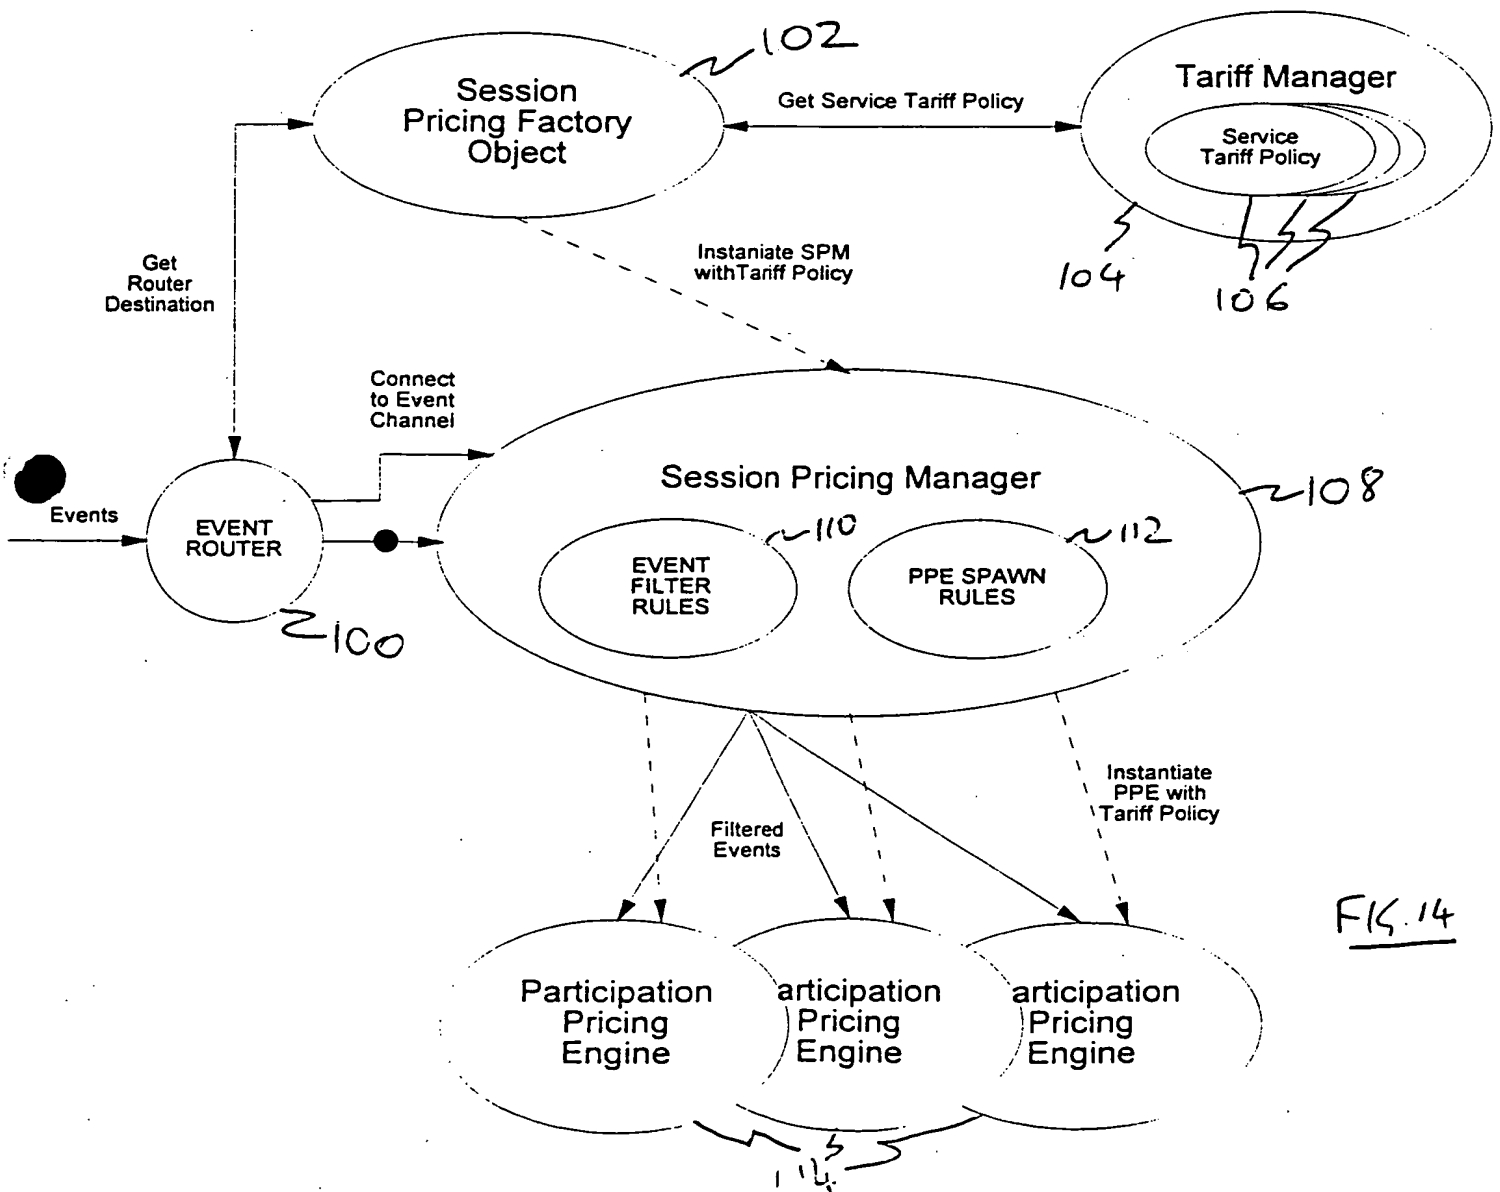 102
Session
Pricing Factory
Object
Get Service Tariff Policy
Tariff Manager
Service
Tariff Policy
104
106
Get
Router
Destination
Instaniate SPM
withTariff Policy
Connect
to Event
Channel
Events
EVENT
ROUTER
100
Session Pricing Manager
108
110
EVENT
FILTER
RULES
112
PPE SPAWN
RULES
Filtered
Events
Instantiate
PPE with
Tariff Policy
FIG. 14
Participation
Pricing
Engine
articipation
Pricing
Engine
articipation
Pricing
Engine
114